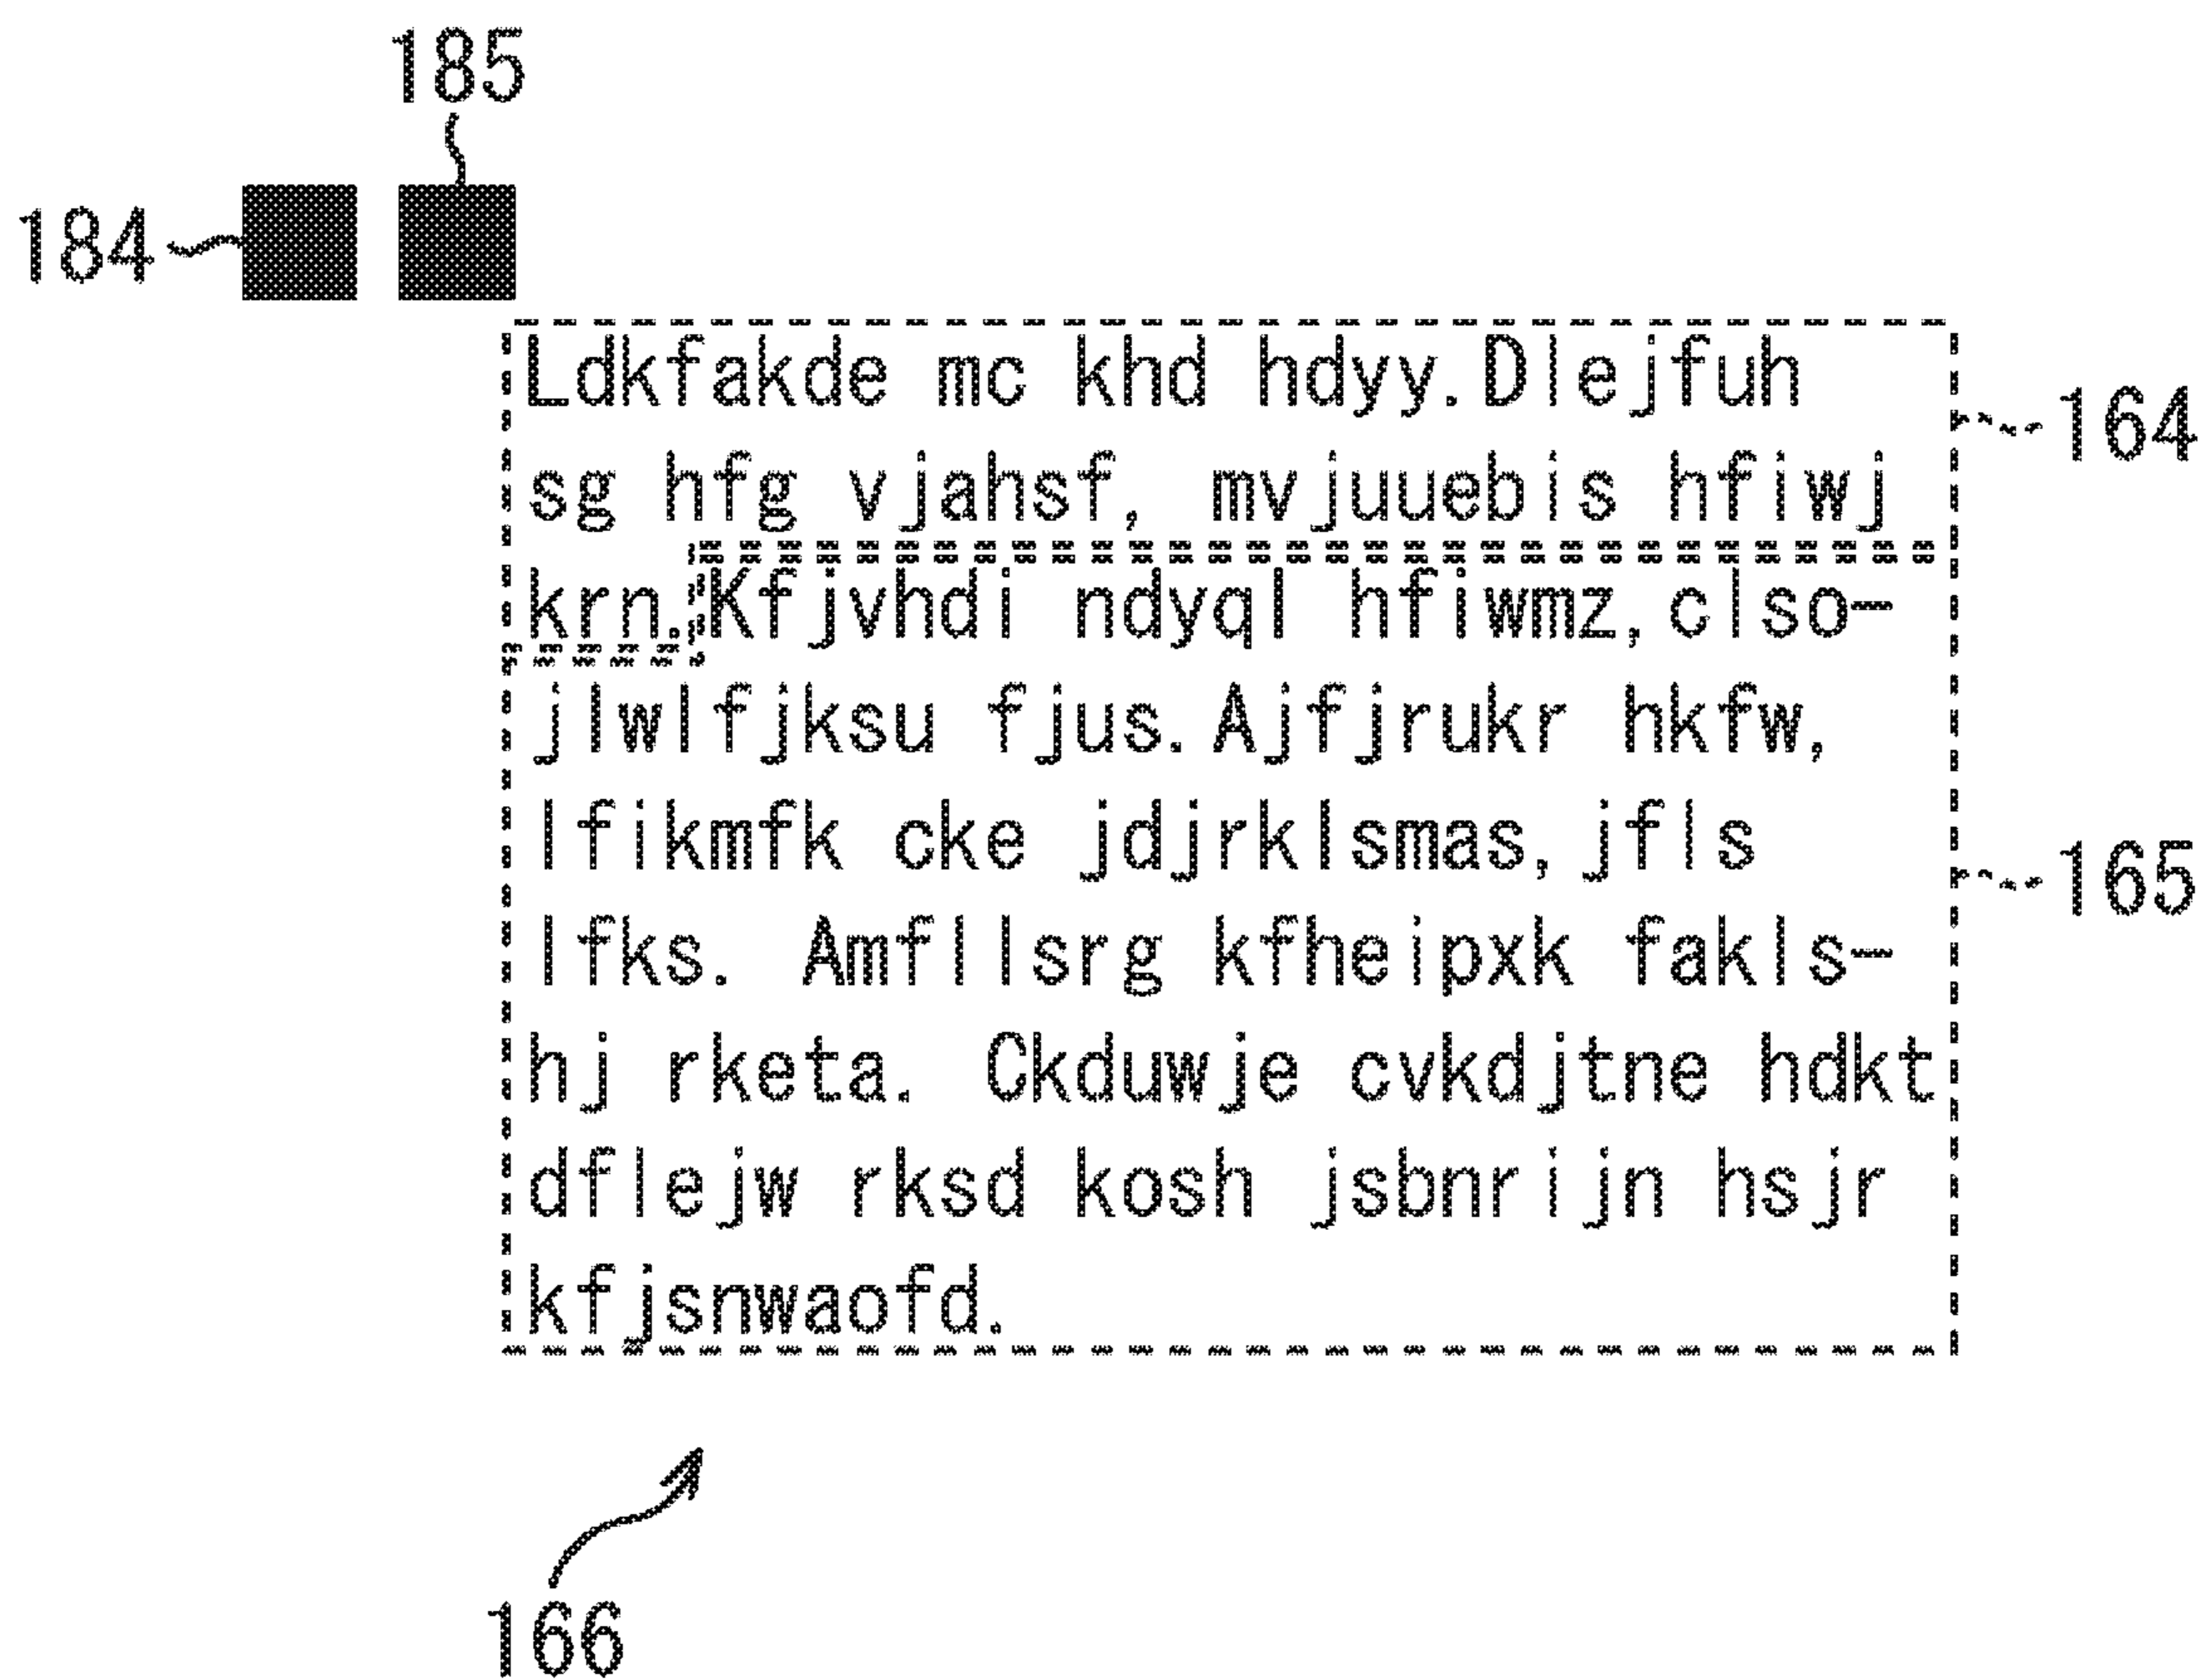 185
184
Ldkfakde mc khd hdyy.Dlejfuh
164
sg hfg vjahsf, mvjuuebis hfiwj
krn.Kfjvhdi ndyql hfiwmz,clso-
jlwlfjksu fjus.Ajfjrukr hkfw,
lfikmfk cke jdjrklsmas,jfls
165
lfks. Amfllsrg kfheipxk fakls-
hj rketa. Ckduwje cvkdjtne hdkt
dflejw rksd kosh jsbnrijn hsjr
kfjsnwaofd.
166